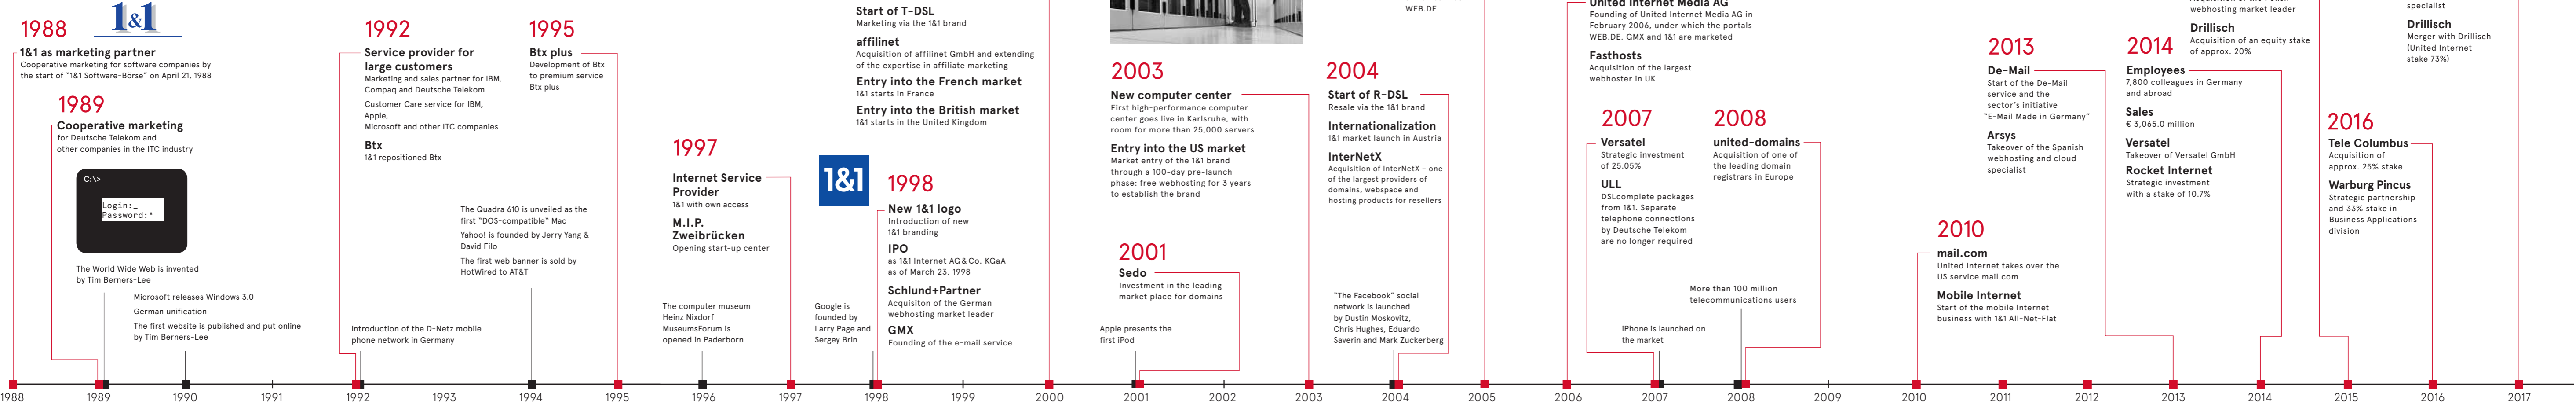 1&1
1988
1&1 as marketing partner
Cooperative marketing for software companies by
the start of “1&1 Software-Börse” on April 21, 1988
1989
Cooperative marketing
for Deutsche Telekom and
other companies in the ITC industry
C:\>
Login:_
Password:*
The World Wide Web is invented
by Tim Berners-Lee
Microsoft releases Windows 3.0
German unification
The first website is published and put online
by Tim Berners-Lee
1992
Service provider for
large customers
Marketing and sales partner for IBM,
Compaq and Deutsche Telekom
Customer Care service for IBM,
Apple,
Microsoft and other ITC companies
Btx
1&1 repositioned Btx
Introduction of the D-Netz mobile
phone network in Germany
The Quadra 610 is unveiled as the
first “DOS-compatible” Mac
Yahoo! is founded by Jerry Yang &
David Filo
The first web banner is sold by
HotWired to AT&T
1995
Btx plus
Development of Btx
to premium service
Btx plus
The computer museum
Heinz Nixdorf
MuseumsForum is
opened in Paderborn
1997
Internet Service
Provider
1&1 with own access
M.I.P.
Zweibrücken
Opening start-up center
Google is
founded by
Larry Page and
Sergey Brin
1&1
1998
New 1&1 logo
Introduction of new
1&1 branding
IPO
as 1&1 Internet AG & Co. KGaA
as of March 23, 1998
Schlund+Partner
Acquisiton of the German
webhosting market leader
GMX
Founding of the e-mail service
Start of T-DSL
Marketing via the 1&1 brand
affilinet
Acquisition of affilinet GmbH and extending
of the expertise in affiliate marketing
Entry into the French market
1&1 starts in France
Entry into the British market
1&1 starts in the United Kingdom
2001
Sedo
Investment in the leading
market place for domains
Apple presents the
first iPod
2003
New computer center
First high-performance computer
center goes live in Karlsruhe, with
room for more than 25,000 servers
Entry into the US market
Market entry of the 1&1 brand
through a 100-day pre-launch
phase: free webhosting for 3 years
to establish the brand
WEB.DE
2004
Start of R-DSL
Resale via the 1&1 brand
Internationalization
1&1 market launch in Austria
InterNetX
Acquisition of InterNetX – one
of the largest providers of
domains, webspace and
hosting products for resellers
“The Facebook” social
network is launched
by Dustin Moskovitz,
Chris Hughes, Eduardo
Saverin and Mark Zuckerberg
United Internet Media AG
Founding of United Internet Media AG in
February 2006, under which the portals
WEB.DE, GMX and 1&1 are marketed
Fasthosts
Acquisition of the largest
webhoster in UK
2007
Versatel
Strategic investment
of 25.05%
ULL
DSLcomplete packages
from 1&1. Separate
telephone connections
by Deutsche Telekom
are no longer required
iPhone is launched on
the market
2008
united-domains
Acquisition of one of
the leading domain
registrars in Europe
More than 100 million
telecommunications users
2010
mail.com
United Internet takes over the
US service mail.com
Mobile Internet
Start of the mobile Internet
business with 1&1 All-Net-Flat
2013
De-Mail
Start of the De-Mail
service and the
sector’s initiative
“E-Mail Made in Germany”
Arsys
Takeover of the Spanish
webhosting and cloud
specialist
webhosting market leader
Drillisch
Acquisition of an equity stake
of approx. 20%
2014
Employees
7,800 colleagues in Germany
and abroad
Sales
€ 3,065.0 million
Versatel
Takeover of Versatel GmbH
Rocket Internet
Strategic investment
with a stake of 10.7%
2016
Tele Columbus
Acquisition of
approx. 25% stake
Warburg Pincus
Strategic partnership
and 33% stake in
Business Applications
division
specialist
Drillisch
Merger with Drillisch
(United Internet
stake 73%)
1988 1989 1990 1991 1992 1993 1994 1995 1996 1997 1998 1999 2000 2001 2002 2003 2004 2005 2006 2007 2008 2009 2010 2011 2012 2013 2014 2015 2016 2017